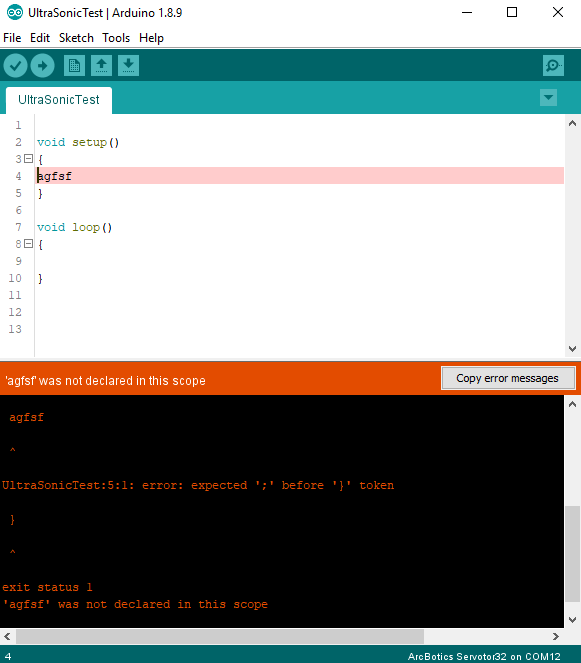 UltraSonicTest | Arduino 1.8.9
File Edit Sketch Tools Help
UltraSonicTest
1
2 void setup()
3 {
4 agfsf
5 }
6
7 void loop()
8 {
9
10 }
11
12
13
'agfsf' was not declared in this scope Copy error messages
agfsf
^
UltraSonicTest:5:1: error: expected ';' before '}' token
}
^
exit status 1
'agfsf' was not declared in this scope
4 ArcBotics Servotor32 on COM12